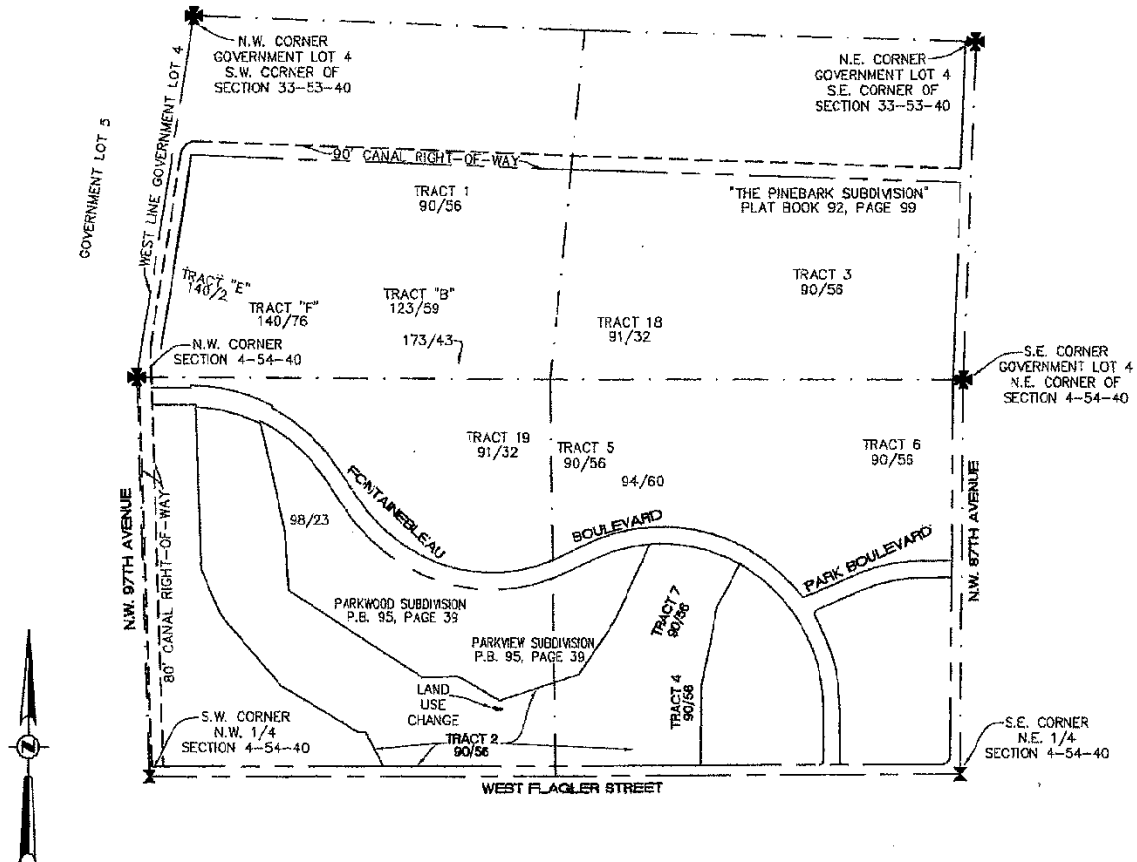 N.W. CORNER
GOVERNMENT LOT 4
S.W. CORNER OF
SECTION 33-53-40
N.E. CORNER
GOVERNMENT LOT 4
S.E. CORNER OF
SECTION 33-53-40
GOVERNMENT LOT 5
WEST LINE GOVERNMENT LOT 4
90' CANAL RIGHT-OF-WAY
TRACT 1
90/56
"THE PINEBARK SUBDIVISION"
PLAT BOOK 92, PAGE 99
TRACT "E"
140/2
TRACT "F"
140/76
TRACT "B"
123/59
173/43
TRACT 3
90/56
TRACT 18
91/32
N.W. CORNER
SECTION 4-54-40
S.E. CORNER
GOVERNMENT LOT 4
N.E. CORNER OF
SECTION 4-54-40
TRACT 19
91/32
TRACT 5
90/56
94/60
TRACT 6
90/56
N.W. 97TH AVENUE
80' CANAL RIGHT-OF-WAY
98/23
FONTAINEBLEAU
BOULEVARD
PARK BOULEVARD
N.W. 87TH AVENUE
PARKWOOD SUBDIVISION
P.B. 95, PAGE 39
PARKVIEW SUBDIVISION
P.B. 95, PAGE 39
TRACT 7
90/56
TRACT 4
90/56
LAND
USE
CHANGE
TRACT 2
90/56
S.W. CORNER
N.W. 1/4
SECTION 4-54-40
S.E. CORNER
N.E. 1/4
SECTION 4-54-40
WEST FLAGLER STREET
N